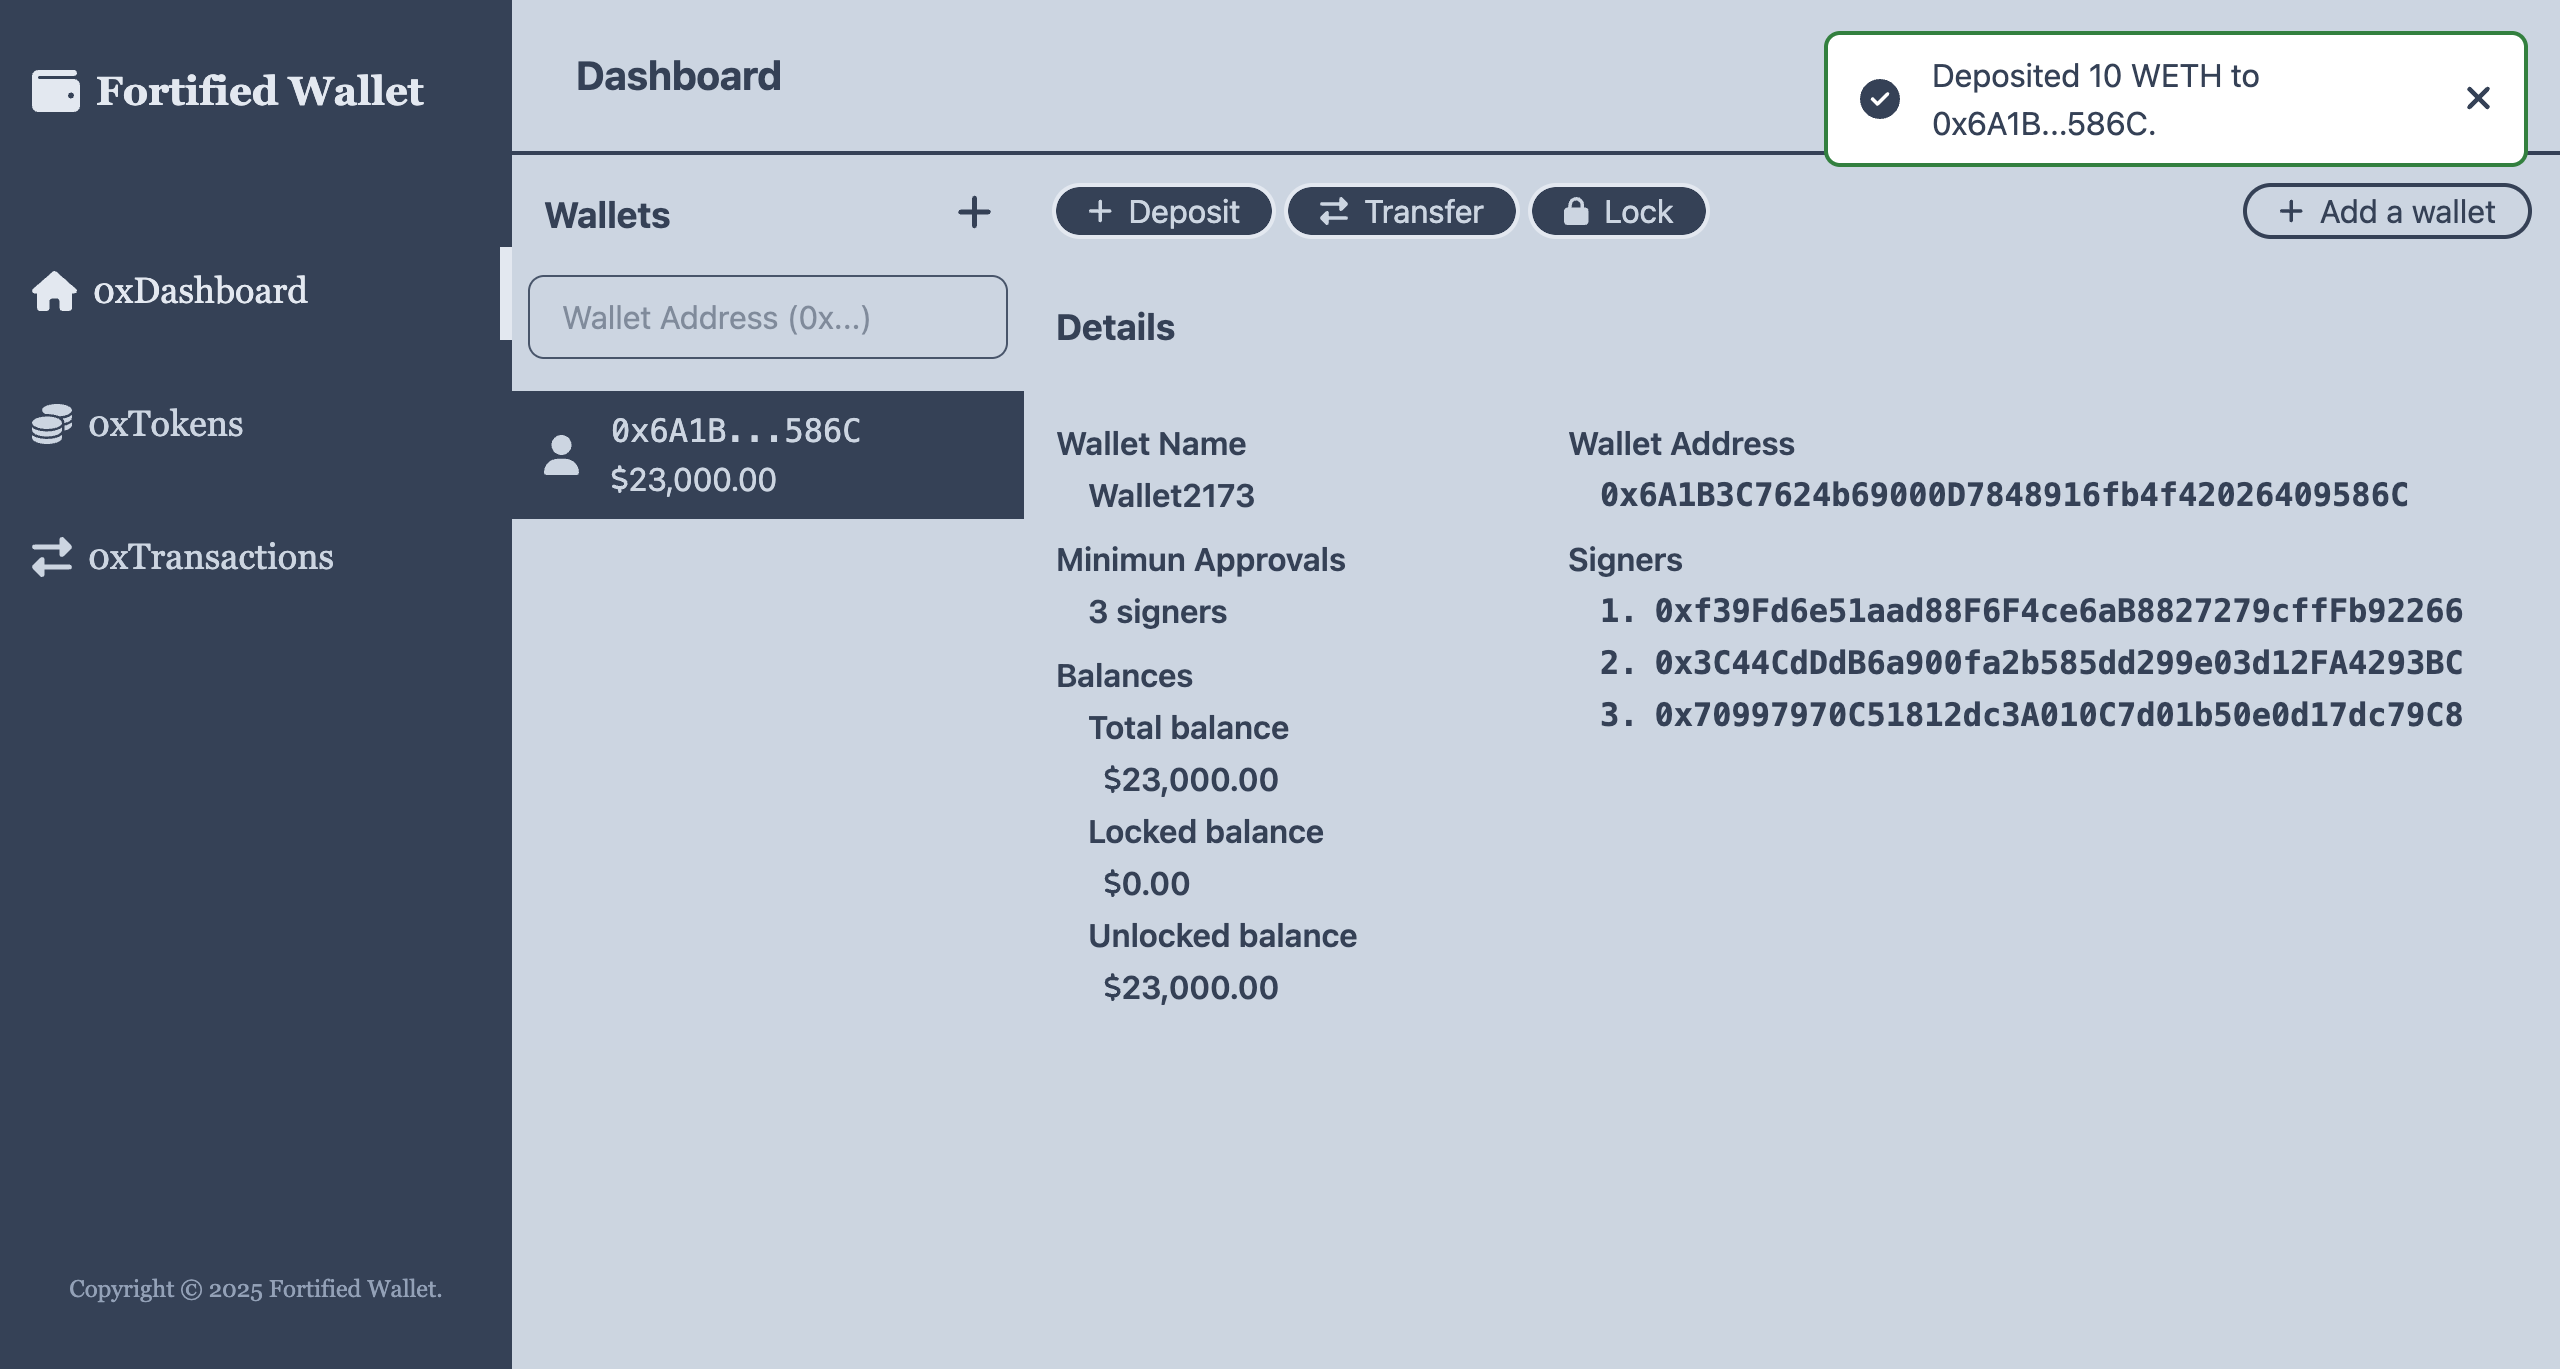 Fortified Wallet
0xDashboard
0xTokens
0xTransactions
Copyright © 2025 Fortified Wallet.
Dashboard
Deposited 10 WETH to
0x6A1B...586C.
Wallets
Wallet Address (0x...)
0x6A1B...586C
$23,000.00
Deposit
Transfer
Lock
Add a wallet
Details
Wallet Name
Wallet2173
Minimun Approvals
3 signers
Balances
Total balance
$23,000.00
Locked balance
$0.00
Unlocked balance
$23,000.00
Wallet Address
0x6A1B3C7624b69000D7848916fb4f42026409586C
Signers
1. 0xf39Fd6e51aad88F6F4ce6aB8827279cffFb92266
2. 0x3C44CdDdB6a900fa2b585dd299e03d12FA4293BC
3. 0x70997970C51812dc3A010C7d01b50e0d17dc79C8